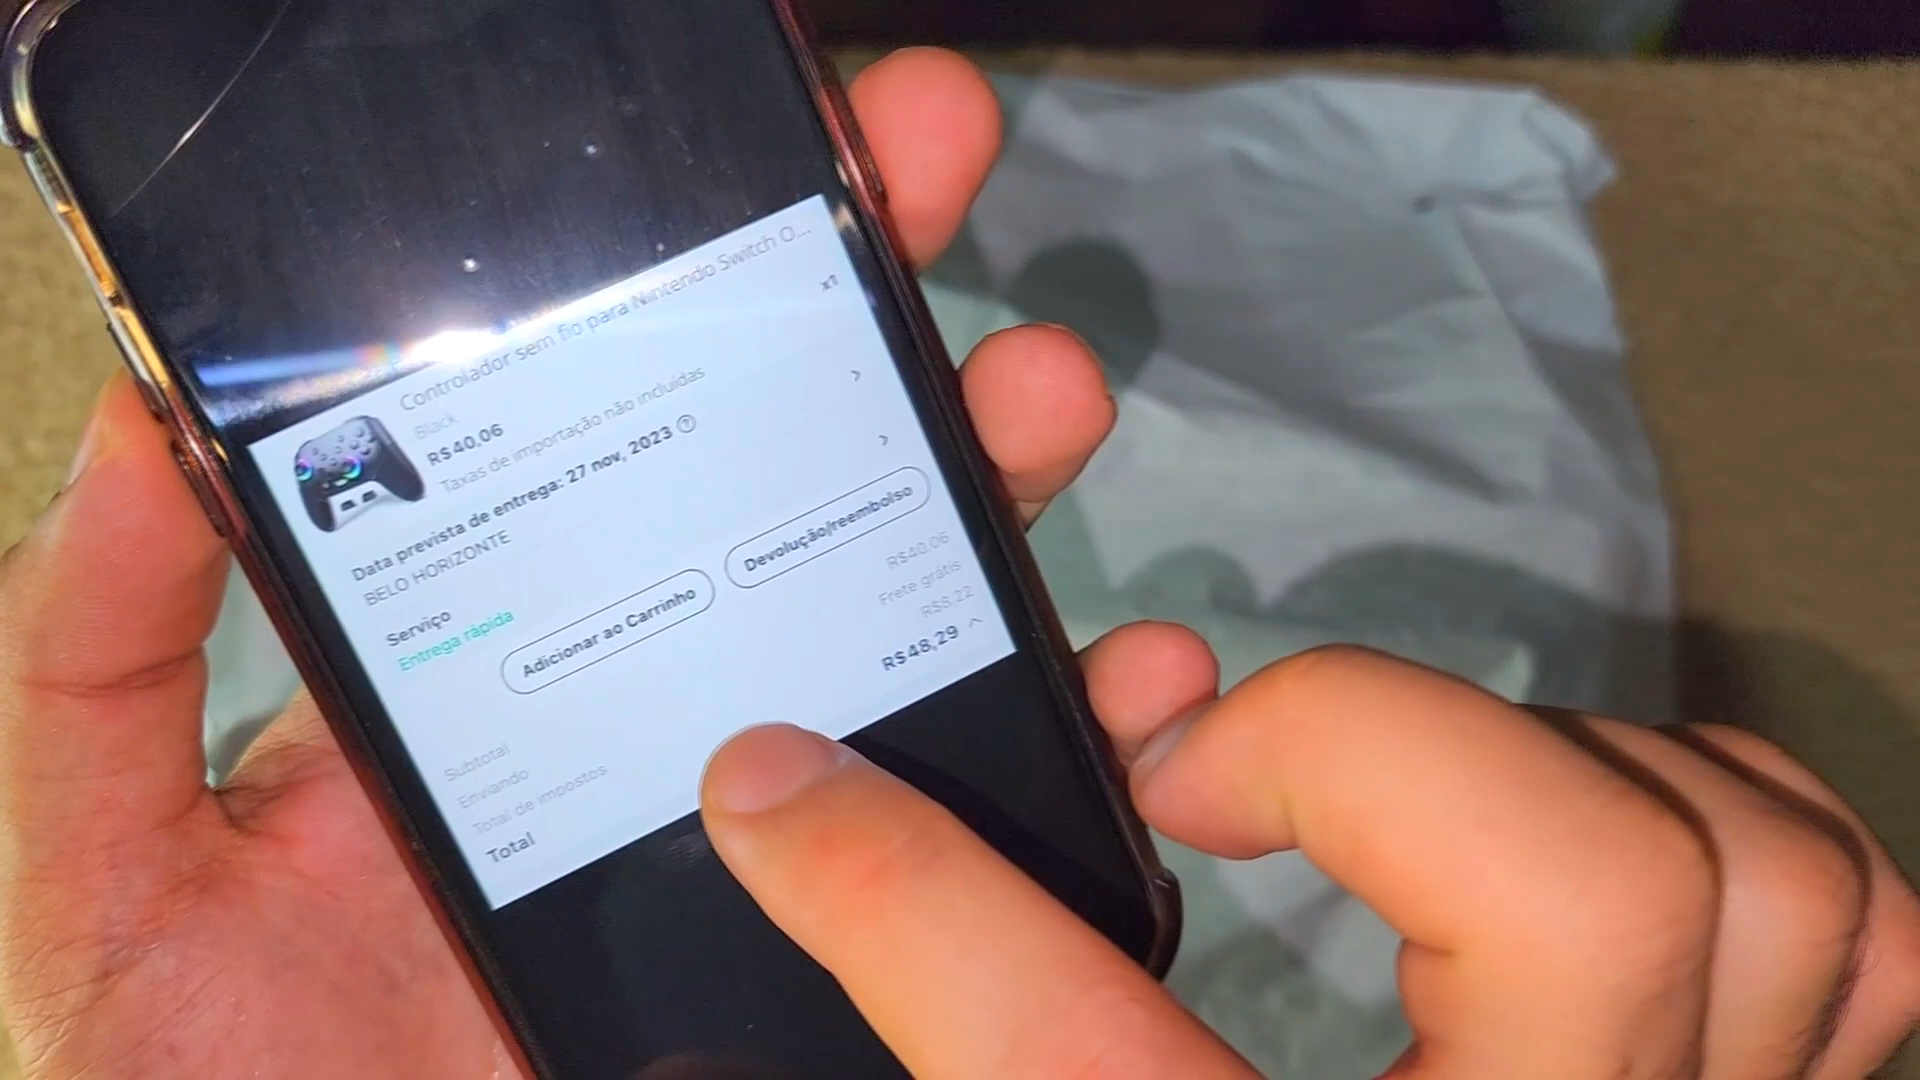 Controlador sem fio para Nintendo Switch O...
Black
x1
R$40,06
Taxas de importação não incluídas
Data prevista de entrega: 27 nov, 2023 ?
BELO HORIZONTE
Serviço
Entrega rápida
Adicionar ao Carrinho
Devolução/reembolso
Subtotal R$40,06
Enviando Frete grátis
Total de impostos R$8,22
Total R$48,29